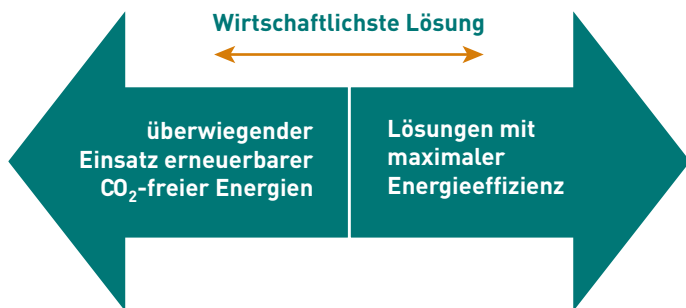 Wirtschaftlichste Lösung
überwiegender
Einsatz erneuerbarer
CO₂-freier Energien
Lösungen mit
maximaler
Energieeffizienz